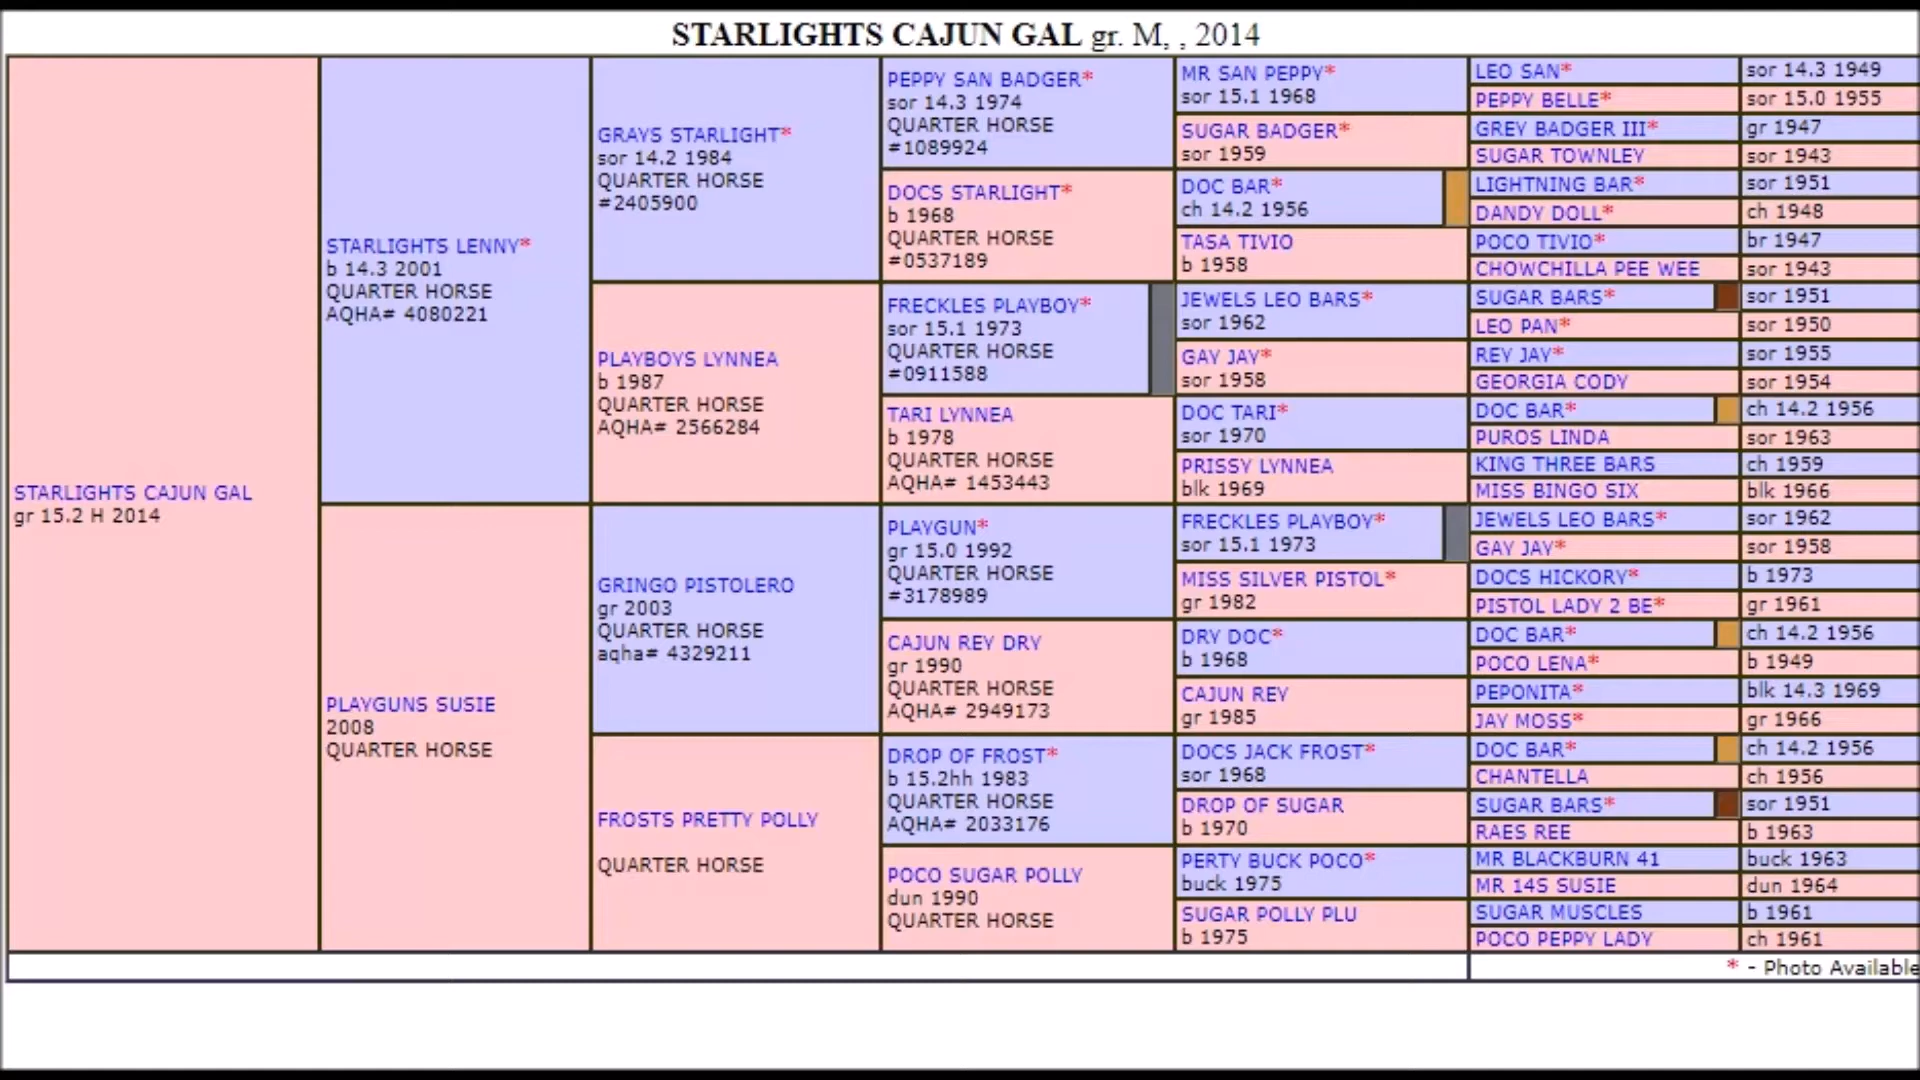 STARLIGHTS CAJUN GAL gr. M, , 2014
STARLIGHTS CAJUN GAL
gr 15.2 H 2014
STARLIGHTS LENNY*
b 14.3 2001
QUARTER HORSE
AQHA# 4080221
PLAYGUNS SUSIE
2008
QUARTER HORSE
GRAYS STARLIGHT*
sor 14.2 1984
QUARTER HORSE
#2405900
PLAYBOYS LYNNEA
b 1987
QUARTER HORSE
AQHA# 2566284
GRINGO PISTOLERO
gr 2003
QUARTER HORSE
aqha# 4329211
FROSTS PRETTY POLLY
QUARTER HORSE
PEPPY SAN BADGER*
sor 14.3 1974
QUARTER HORSE
#1089924
DOCS STARLIGHT*
b 1968
QUARTER HORSE
#0537189
FRECKLES PLAYBOY*
sor 15.1 1973
QUARTER HORSE
#0911588
TARI LYNNEA
b 1978
QUARTER HORSE
AQHA# 1453443
PLAYGUN*
gr 15.0 1992
QUARTER HORSE
#3178989
CAJUN REY DRY
gr 1990
QUARTER HORSE
AQHA# 2949173
DROP OF FROST*
b 15.2hh 1983
QUARTER HORSE
AQHA# 2033176
POCO SUGAR POLLY
dun 1990
QUARTER HORSE
MR SAN PEPPY*
sor 15.1 1968
SUGAR BADGER*
sor 1959
DOC BAR*
ch 14.2 1956
TASA TIVIO
b 1958
JEWELS LEO BARS*
sor 1962
GAY JAY*
sor 1958
DOC TARI*
sor 1970
PRISSY LYNNEA
blk 1969
FRECKLES PLAYBOY*
sor 15.1 1973
MISS SILVER PISTOL*
gr 1982
DRY DOC*
b 1968
CAJUN REY
gr 1985
DOCS JACK FROST*
sor 1968
DROP OF SUGAR
b 1970
PERTY BUCK POCO*
buck 1975
SUGAR POLLY PLU
b 1975
LEO SAN* sor 14.3 1949
PEPPY BELLE* sor 15.0 1955
GREY BADGER III* gr 1947
SUGAR TOWNLEY sor 1943
LIGHTNING BAR* sor 1951
DANDY DOLL* ch 1948
POCO TIVIO* br 1947
CHOWCHILLA PEE WEE sor 1943
SUGAR BARS* sor 1951
LEO PAN* sor 1950
REY JAY* sor 1955
GEORGIA CODY sor 1954
DOC BAR* ch 14.2 1956
PUROS LINDA sor 1963
KING THREE BARS ch 1959
MISS BINGO SIX blk 1966
JEWELS LEO BARS* sor 1962
GAY JAY* sor 1958
DOCS HICKORY* b 1973
PISTOL LADY 2 BE* gr 1961
DOC BAR* ch 14.2 1956
POCO LENA* b 1949
PEPONITA* blk 14.3 1969
JAY MOSS* gr 1966
DOC BAR* ch 14.2 1956
CHANTELLA ch 1956
SUGAR BARS* sor 1951
RAES REE b 1963
MR BLACKBURN 41 buck 1963
MR 14S SUSIE dun 1964
SUGAR MUSCLES b 1961
POCO PEPPY LADY ch 1961
* - Photo Available